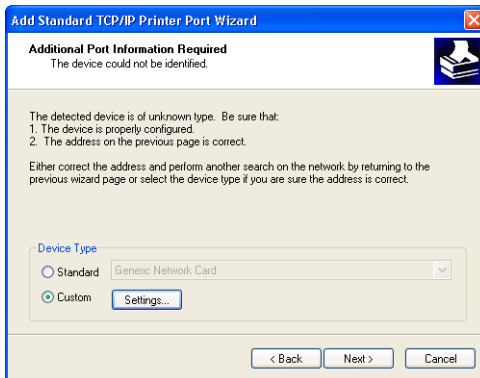 Add Standard TCP/IP Printer Port Wizard
Additional Port Information Required
The device could not be identified.
The detected device is of unknown type. Be sure that:
1. The device is properly configured.
2. The address on the previous page is correct.
Either correct the address and perform another search on the network by returning to the
previous wizard page or select the device type if you are sure the address is correct.
Device Type
Standard Generic Network Card
Custom Settings...
< Back Next > Cancel